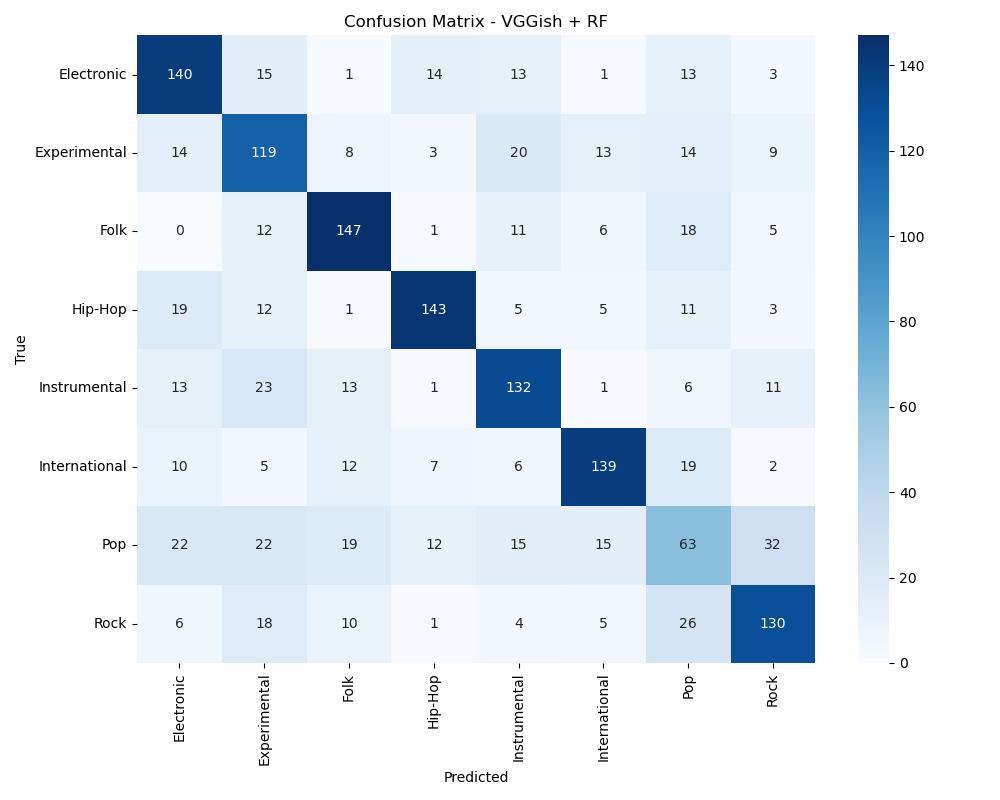 Confusion Matrix - VGGish + RF
Electronic 140 15 1 14 13 1 13 3
Experimental 14 119 8 3 20 13 14 9
Folk 0 12 147 1 11 6 18 5
Hip-Hop 19 12 1 143 5 5 11 3
Instrumental 13 23 13 1 132 1 6 11
International 10 5 12 7 6 139 19 2
Pop 22 22 19 12 15 15 63 32
Rock 6 18 10 1 4 5 26 130
True
Electronic Experimental Folk Hip-Hop Instrumental International Pop Rock
Predicted
140
120
100
80
60
40
20
0